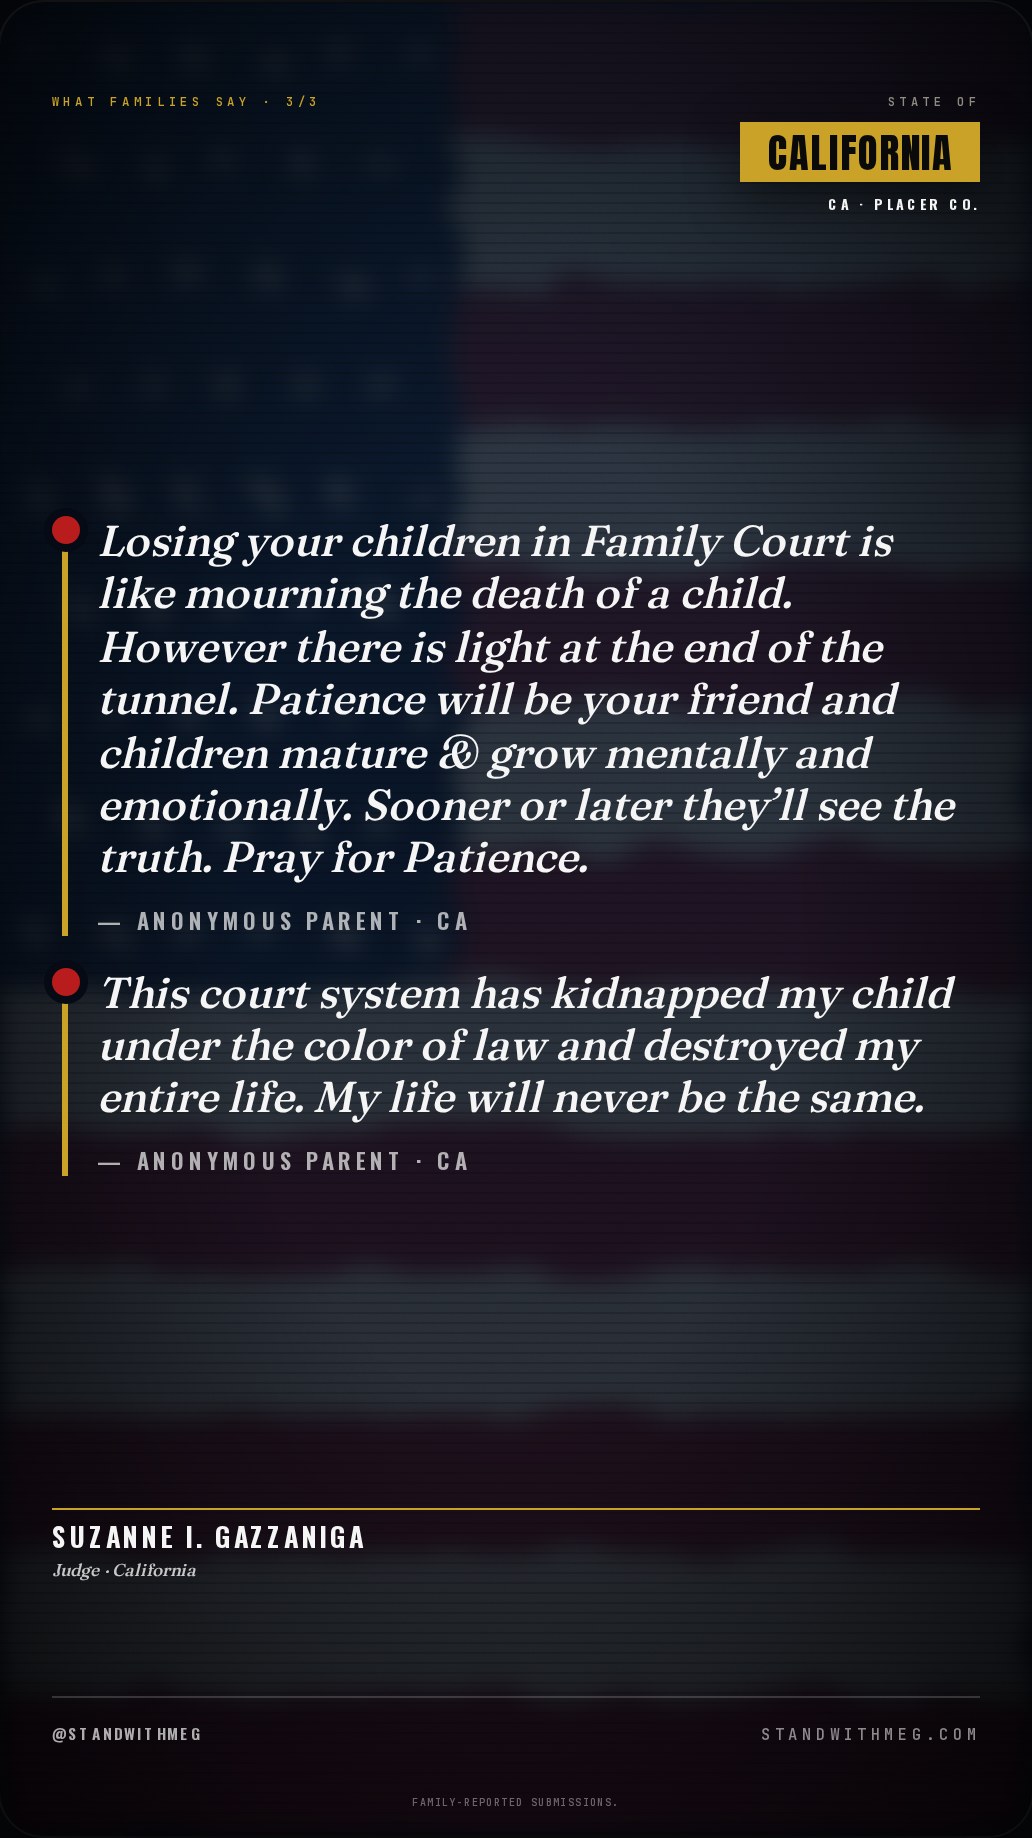 WHAT FAMILIES SAY · 3/3
STATE OF
CALIFORNIA
CA · PLACER CO.
Losing your children in Family Court is
like mourning the death of a child.
However there is light at the end of the
tunnel. Patience will be your friend and
children mature & grow mentally and
emotionally. Sooner or later they’ll see the
truth. Pray for Patience.
— ANONYMOUS PARENT · CA
This court system has kidnapped my child
under the color of law and destroyed my
entire life. My life will never be the same.
— ANONYMOUS PARENT · CA
SUZANNE I. GAZZANIGA
Judge · California
@STANDWITHMEG
STANDWITHMEG.COM
FAMILY-REPORTED SUBMISSIONS.